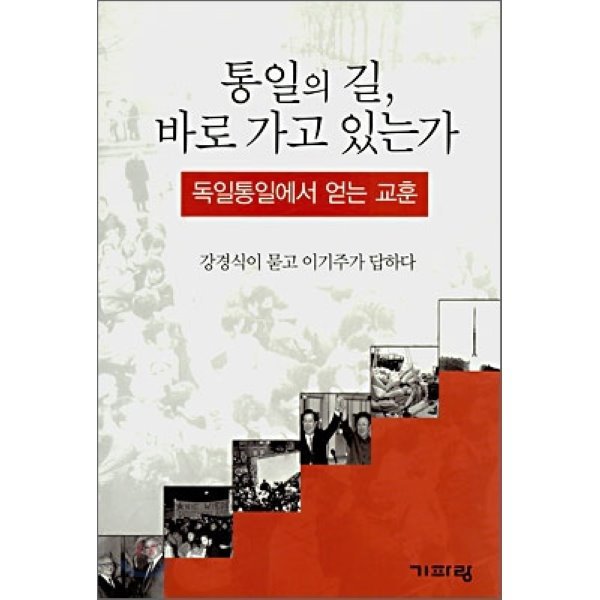 통일의 길,
바로 가고 있는가
독일통일에서 얻는 교훈
강경식이 묻고 이기주가 답하다
기파랑